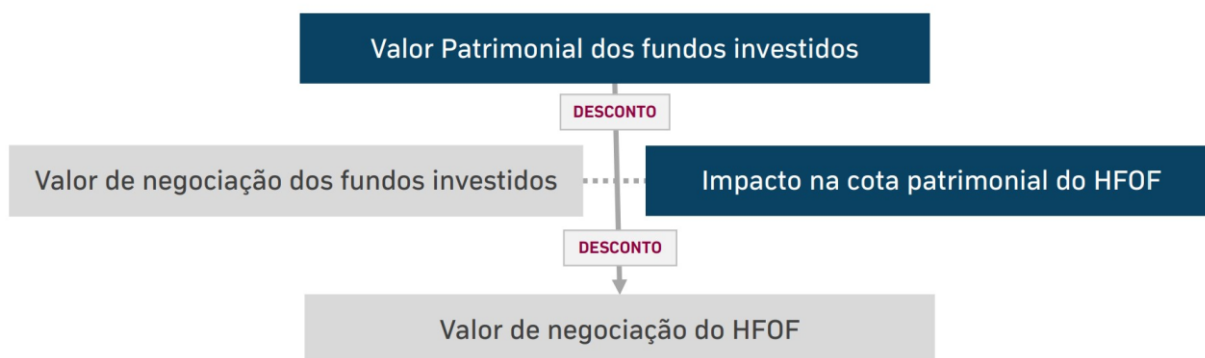 Valor Patrimonial dos fundos investidos
DESCONTO
Valor de negociação dos fundos investidos
Impacto na cota patrimonial do HFOF
DESCONTO
Valor de negociação do HFOF